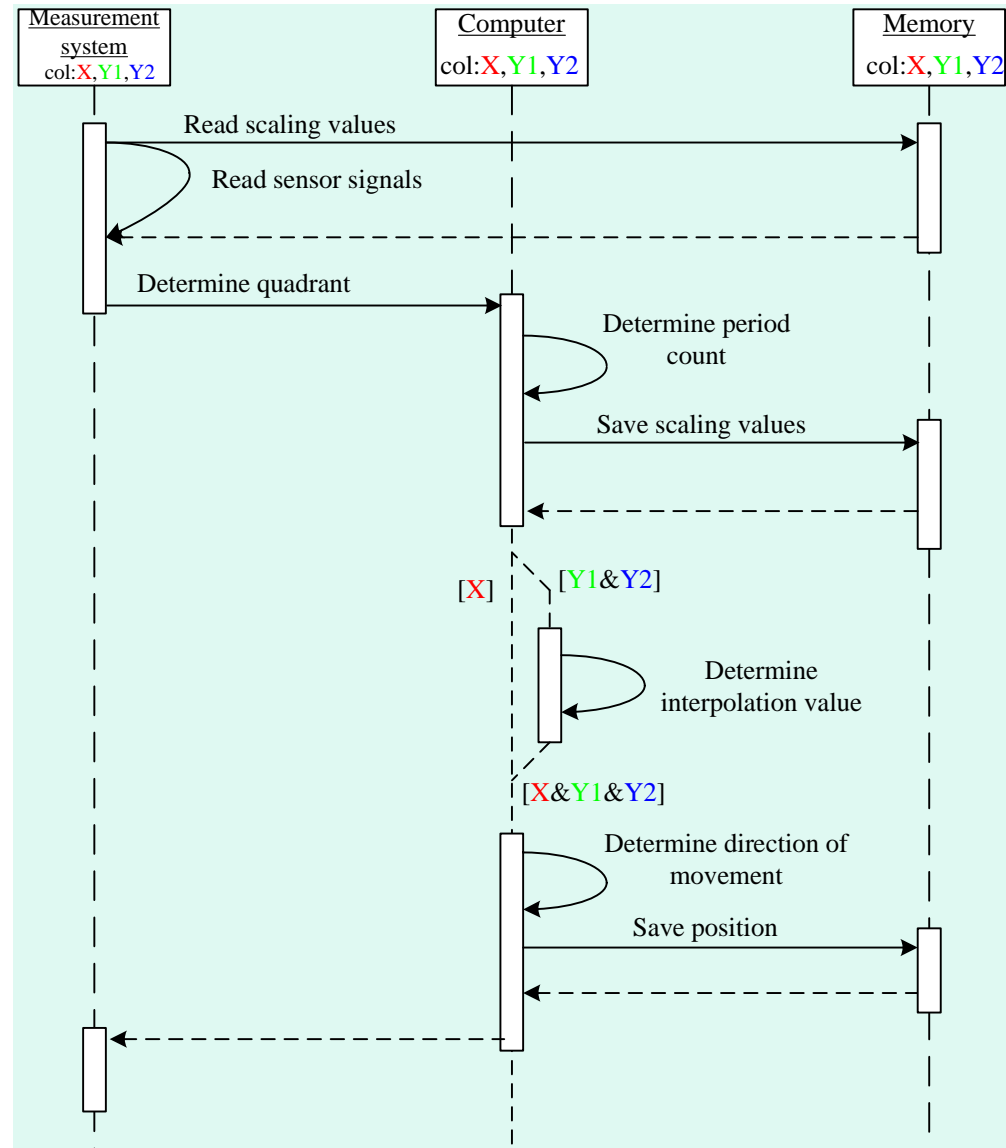 Measurement
system
col:X,Y1,Y2
Computer
col:X,Y1,Y2
Memory
col:X,Y1,Y2
Read scaling values
Read sensor signals
Determine quadrant
Determine period
count
Save scaling values
[X]
[Y1&Y2]
Determine
interpolation value
[X&Y1&Y2]
Determine direction of
movement
Save position